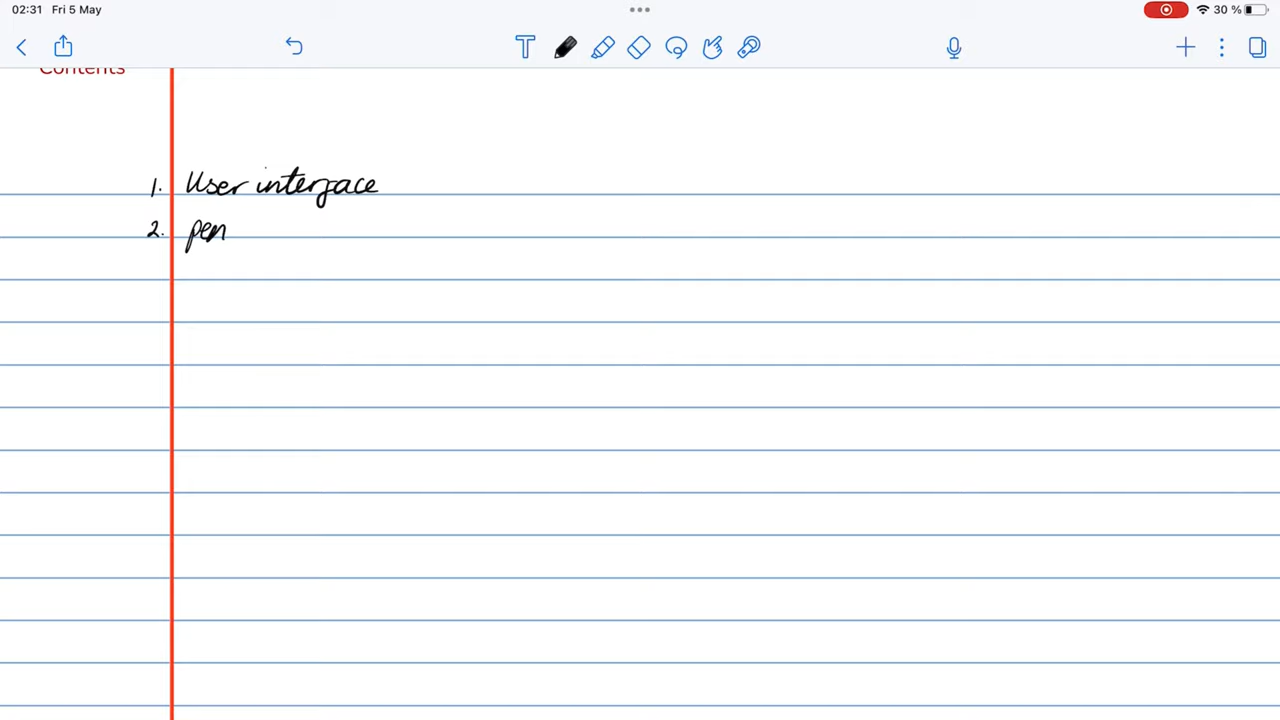 02:31 Fri 5 May 30 %
Contents
1. User interface
2. pen